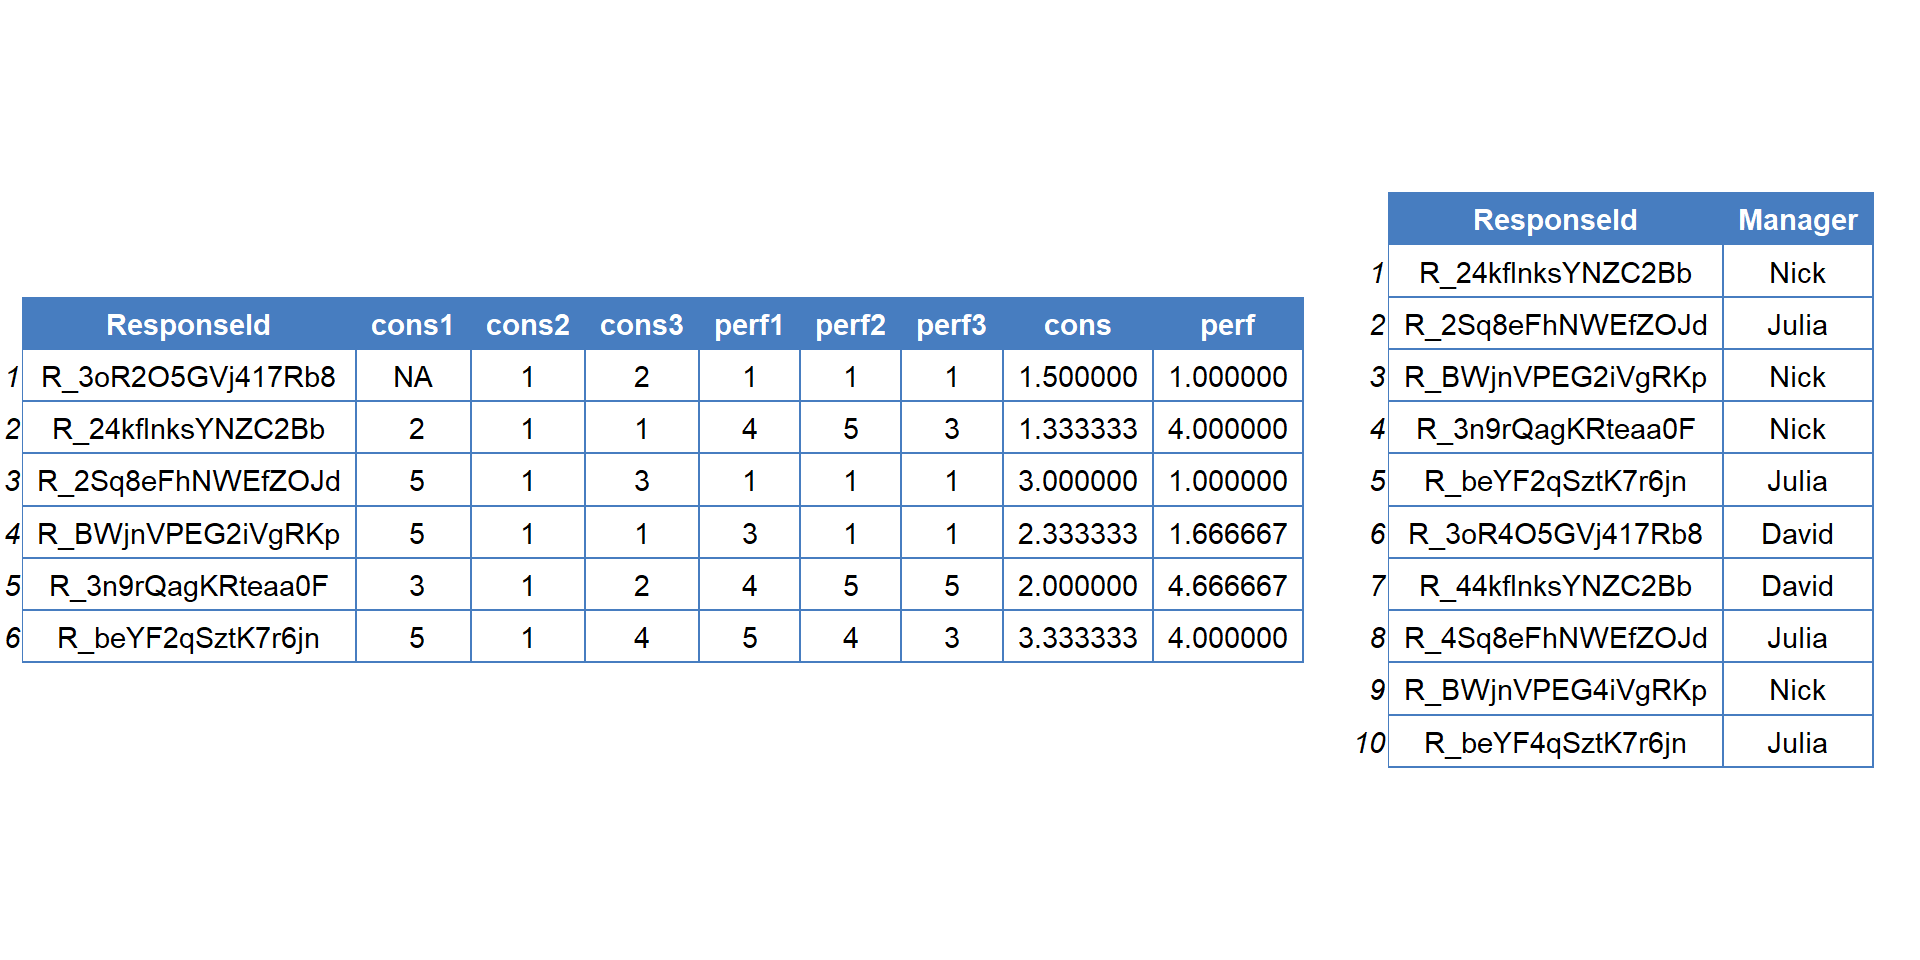 ResponseId cons1 cons2 cons3 perf1 perf2 perf3 cons perf
1 R_3oR2O5GVj417Rb8 NA 1 2 1 1 1 1.500000 1.000000
2 R_24kflnksYNZC2Bb 2 1 1 4 5 3 1.333333 4.000000
3 R_2Sq8eFhNWEfZOJd 5 1 3 1 1 1 3.000000 1.000000
4 R_BWjnVPEG2iVgRKp 5 1 1 3 1 1 2.333333 1.666667
5 R_3n9rQagKRteaa0F 3 1 2 4 5 5 2.000000 4.666667
6 R_beYF2qSztK7r6jn 5 1 4 5 4 3 3.333333 4.000000
ResponseId Manager
1 R_24kflnksYNZC2Bb Nick
2 R_2Sq8eFhNWEfZOJd Julia
3 R_BWjnVPEG2iVgRKp Nick
4 R_3n9rQagKRteaa0F Nick
5 R_beYF2qSztK7r6jn Julia
6 R_3oR4O5GVj417Rb8 David
7 R_44kflnksYNZC2Bb David
8 R_4Sq8eFhNWEfZOJd Julia
9 R_BWjnVPEG4iVgRKp Nick
10 R_beYF4qSztK7r6jn Julia